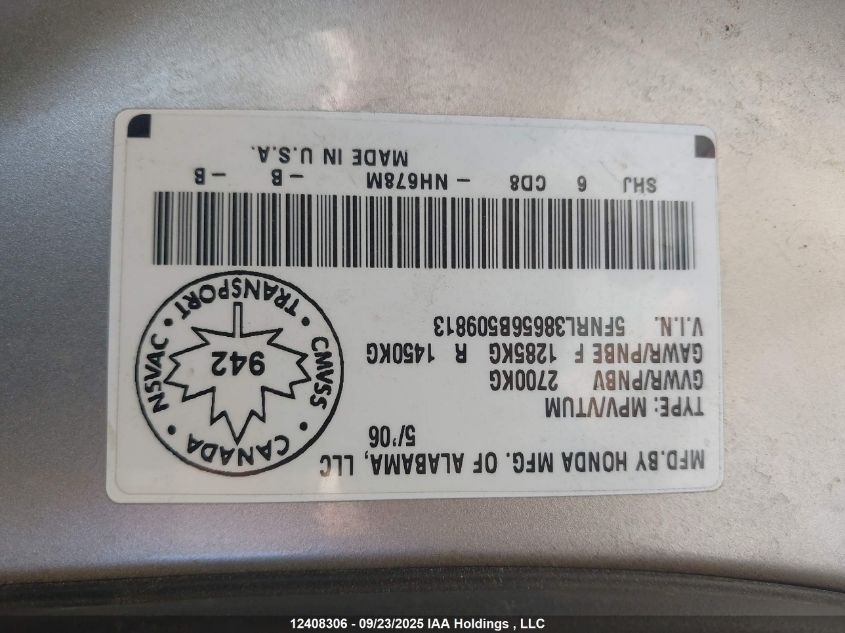 MFD.BY HONDA MFG. OF ALABAMA, LLC
5/'06
TYPE: MPV/VTUM
GVWR/PNBV 2700KG
GAWR/PNBE F 1285KG R 1450KG
V.I.N. 5FNRL38656B509813
CANADA • NSVAC • TRANSPORT • CMVSS •
942
SHJ 6 CD8 - NH678M - B - B
MADE IN U.S.A.
12408306 - 09/23/2025 IAA Holdings , LLC